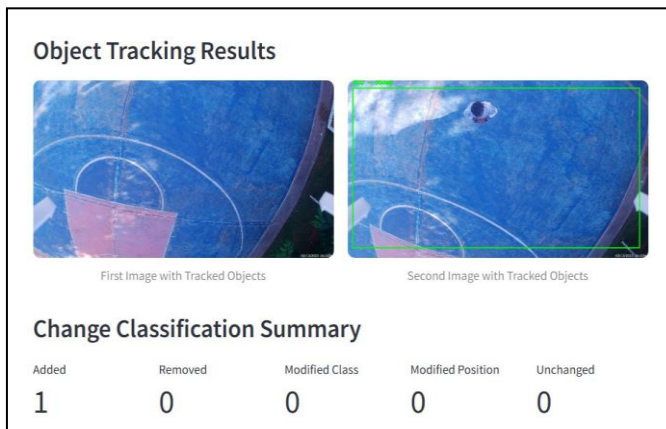 Object Tracking Results
First Image with Tracked Objects
Second Image with Tracked Objects
Change Classification Summary
Added
Removed
Modified Class
Modified Position
Unchanged
1
0
0
0
0